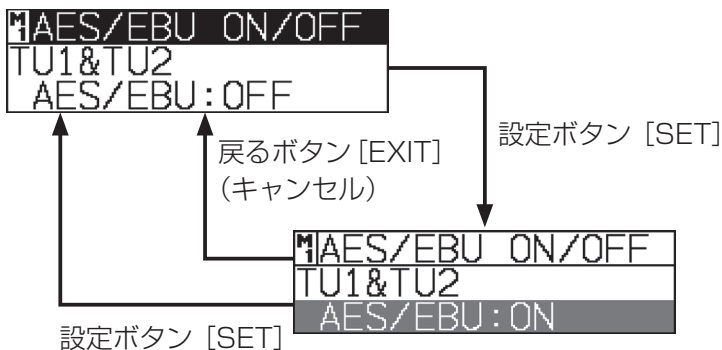 M1 AES/EBU ON/OFF
TU1&TU2
AES/EBU:OFF
設定ボタン［SET］
戻るボタン［EXIT］
（キャンセル）
M1 AES/EBU ON/OFF
TU1&TU2
AES/EBU:ON
設定ボタン［SET］